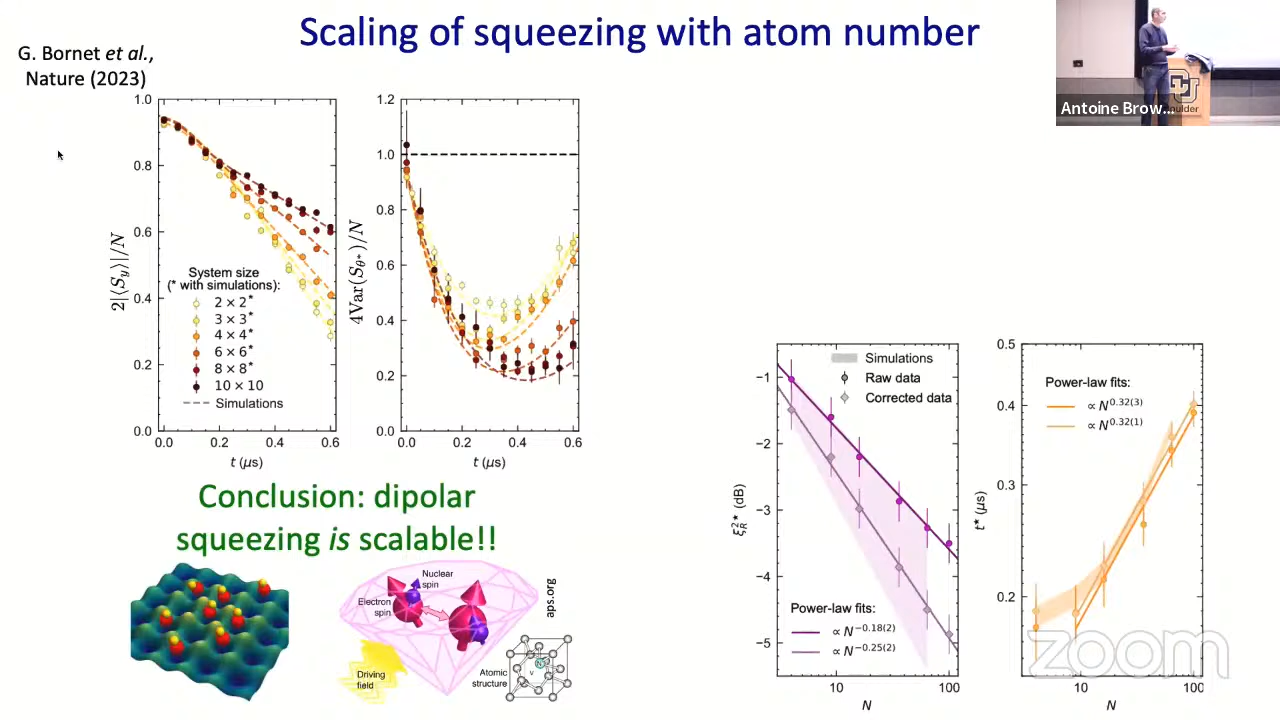 Scaling of squeezing with atom number
G. Bornet et al.,
Nature (2023)
Antoine Brow...
1.0
0.8
0.6
0.4
0.2
0.0
2|⟨S_y⟩|/N
System size
(* with simulations):
2 × 2*
3 × 3*
4 × 4*
6 × 6*
8 × 8*
10 × 10
Simulations
0.0 0.2 0.4 0.6
t (μs)
1.2
1.0
0.8
0.6
0.4
0.2
0.0
4Var(S_θ*)/N
0.0 0.2 0.4 0.6
t (μs)
Conclusion: dipolar
squeezing is scalable!!
Nuclear
spin
Electron
spin
Driving
field
Atomic
structure
N
V
aps.org
−1
−2
−3
−4
−5
ξ_R^2* (dB)
Simulations
Raw data
Corrected data
Power-law fits:
∝ N^−0.18(2)
∝ N^−0.25(2)
10 100
N
0.5
0.4
0.3
0.2
t* (μs)
Power-law fits:
∝ N^0.32(3)
∝ N^0.32(1)
10 100
N
zoom